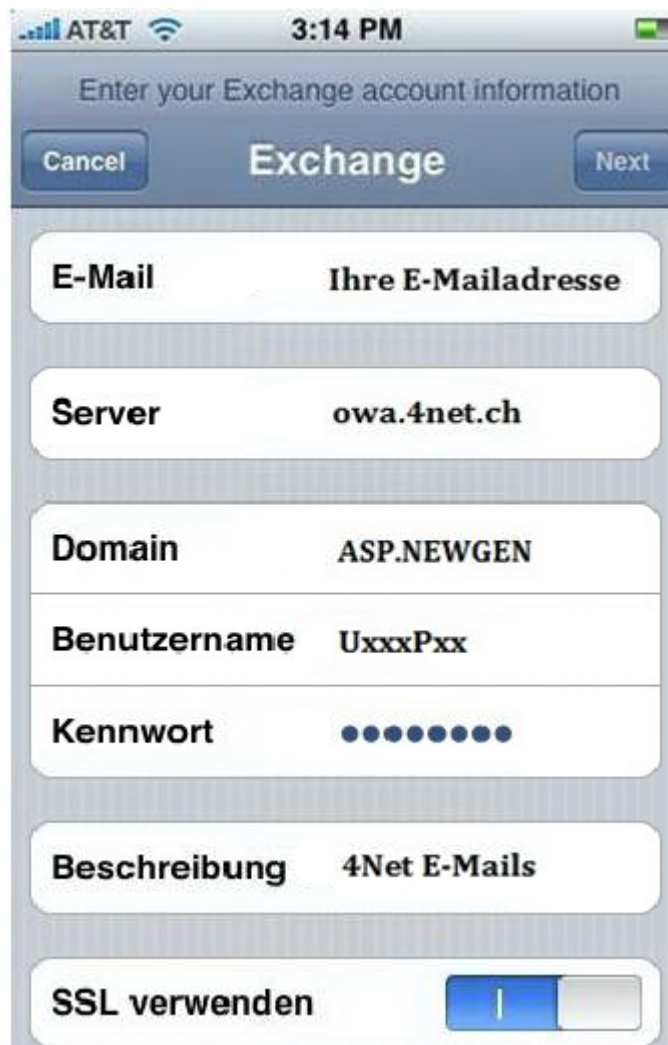 AT&T 3:14 PM
Enter your Exchange account information
Cancel Exchange Next
E-Mail Ihre E-Mailadresse
Server owa.4net.ch
Domain ASP.NEWGEN
Benutzername UxxxPxx
Kennwort ●●●●●●●●
Beschreibung 4Net E-Mails
SSL verwenden